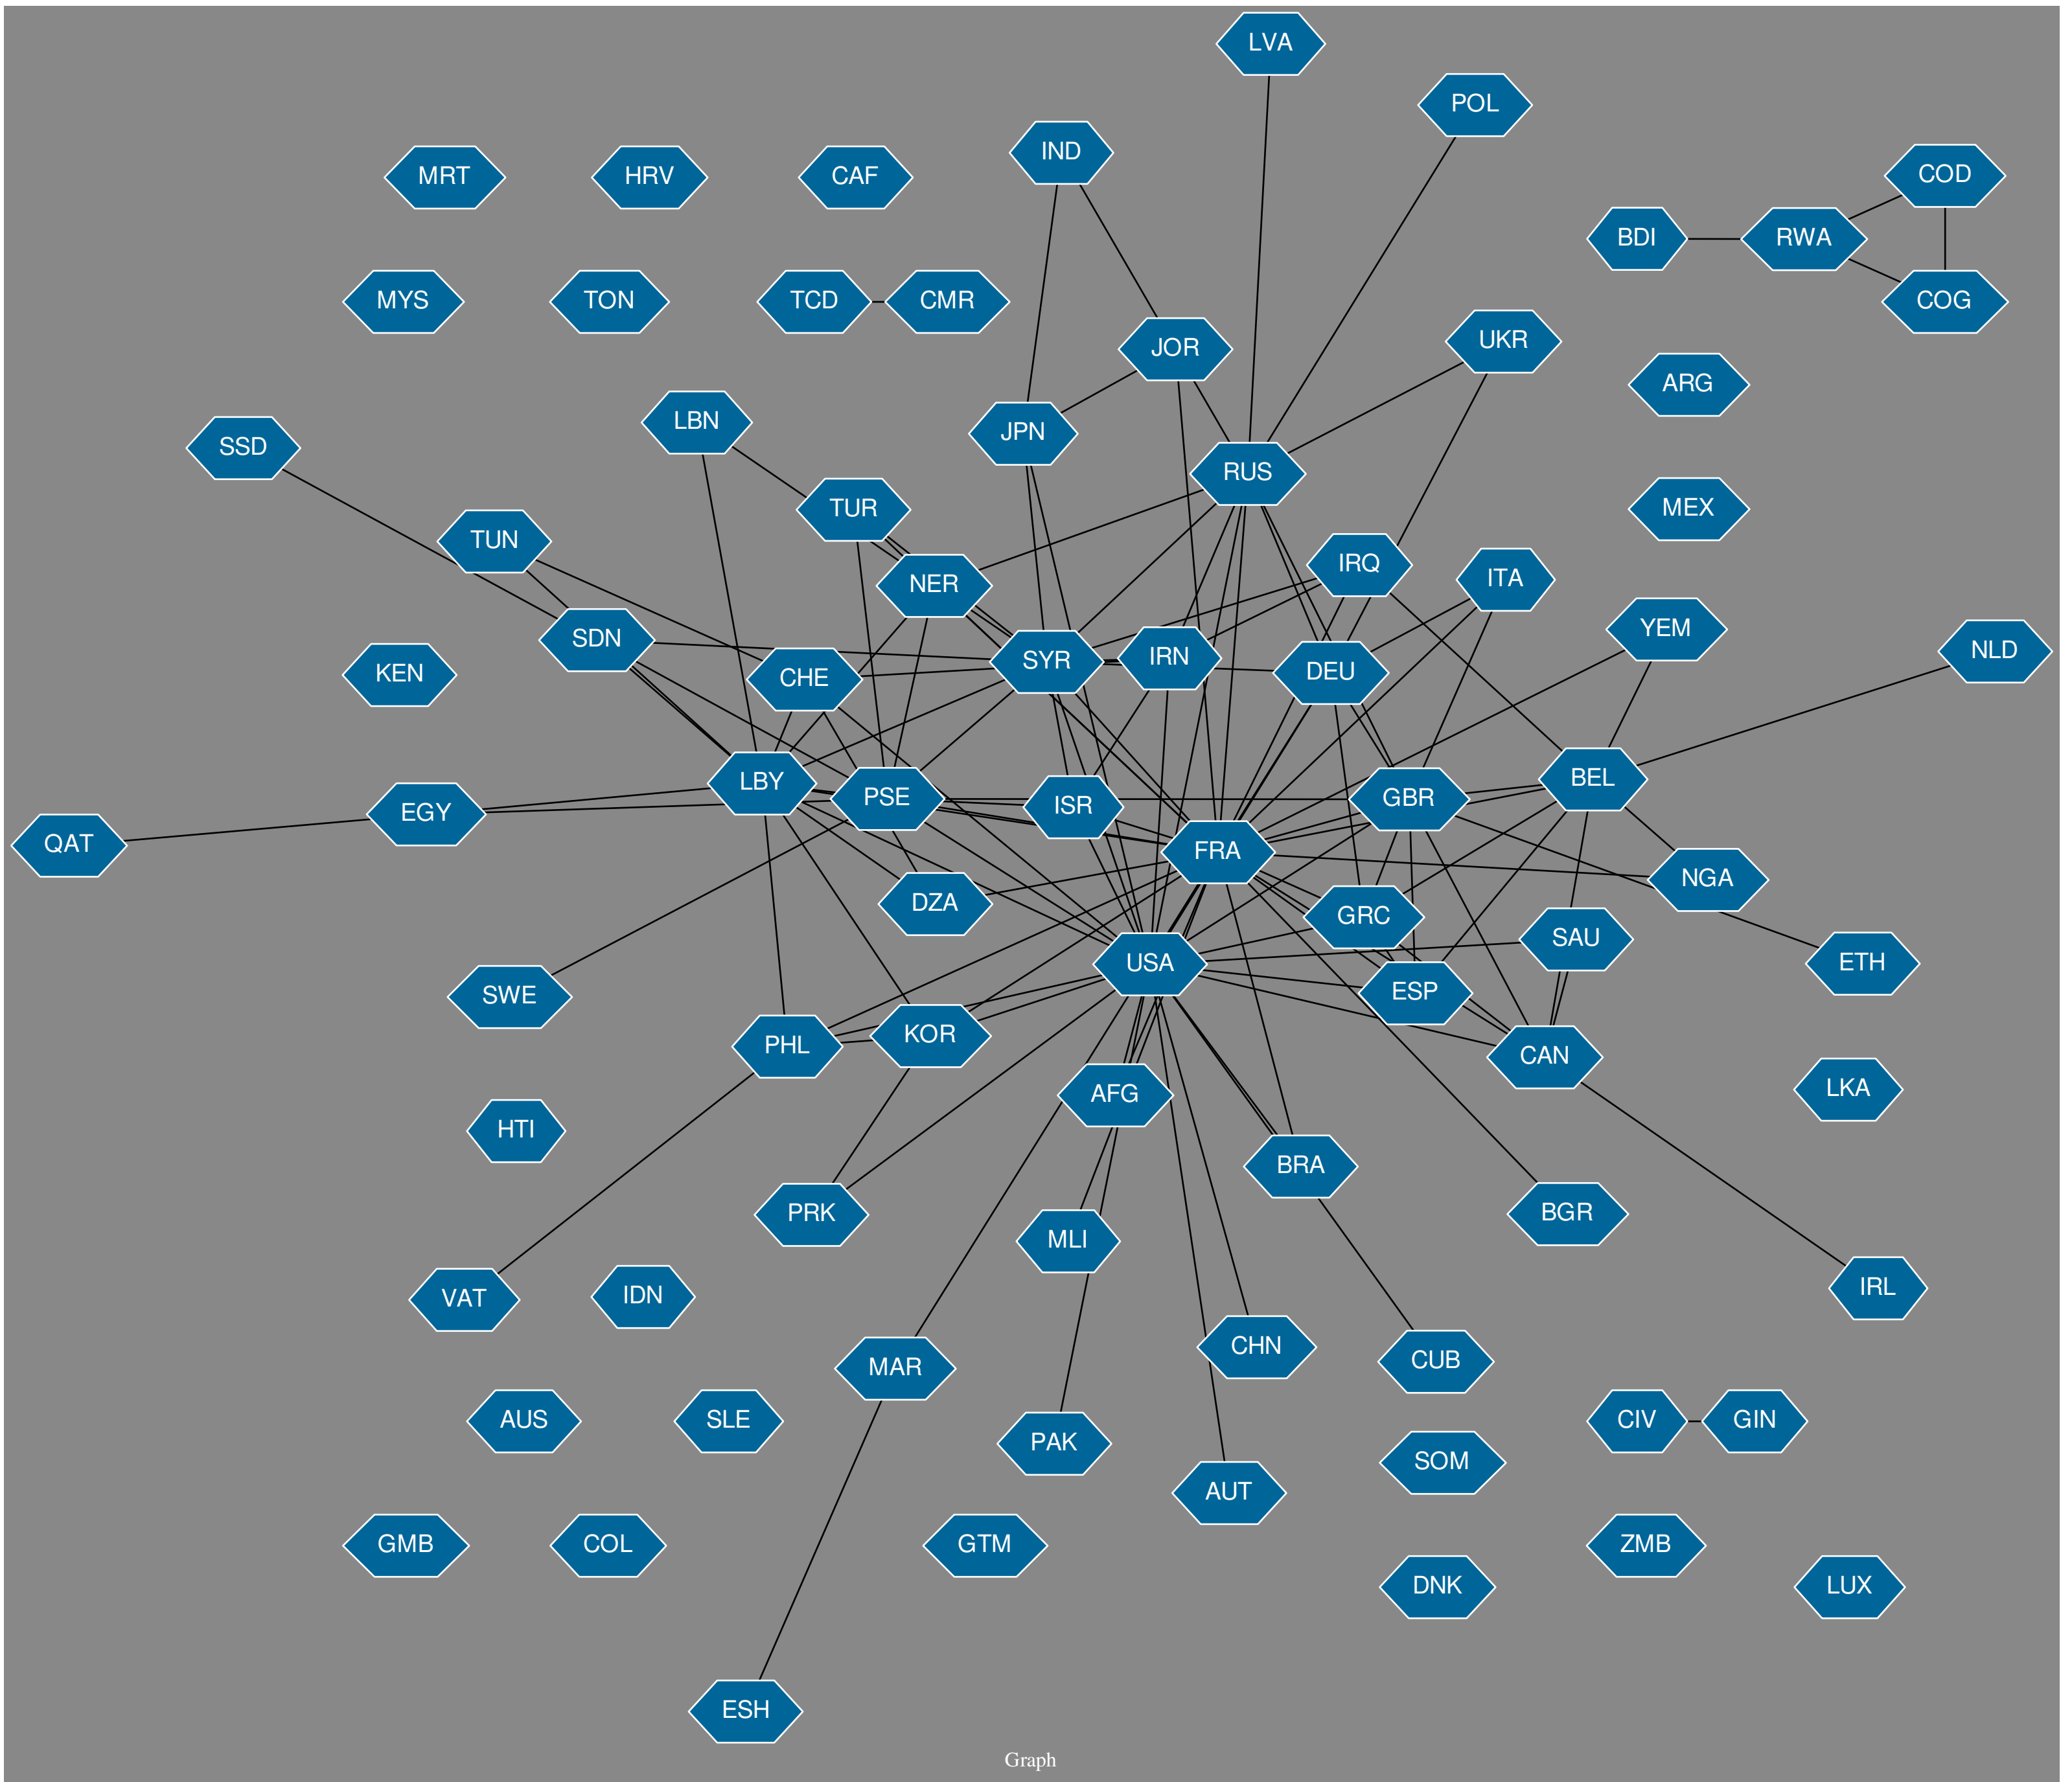 LVA
POL
IND
MRT
HRV
CAF
COD
BDI
RWA
MYS
TON
TCD
CMR
COG
UKR
JOR
ARG
LBN
JPN
SSD
RUS
TUR
MEX
TUN
IRQ
ITA
NER
YEM
SDN
NLD
KEN
CHE
SYR
IRN
DEU
LBY
PSE
ISR
GBR
BEL
EGY
QAT
FRA
NGA
DZA
GRC
SAU
ETH
USA
SWE
ESP
PHL
KOR
CAN
AFG
LKA
HTI
BRA
PRK
MLI
BGR
VAT
IDN
IRL
MAR
CHN
CUB
AUS
SLE
PAK
CIV
GIN
SOM
AUT
GMB
COL
GTM
ZMB
DNK
LUX
ESH
Graph